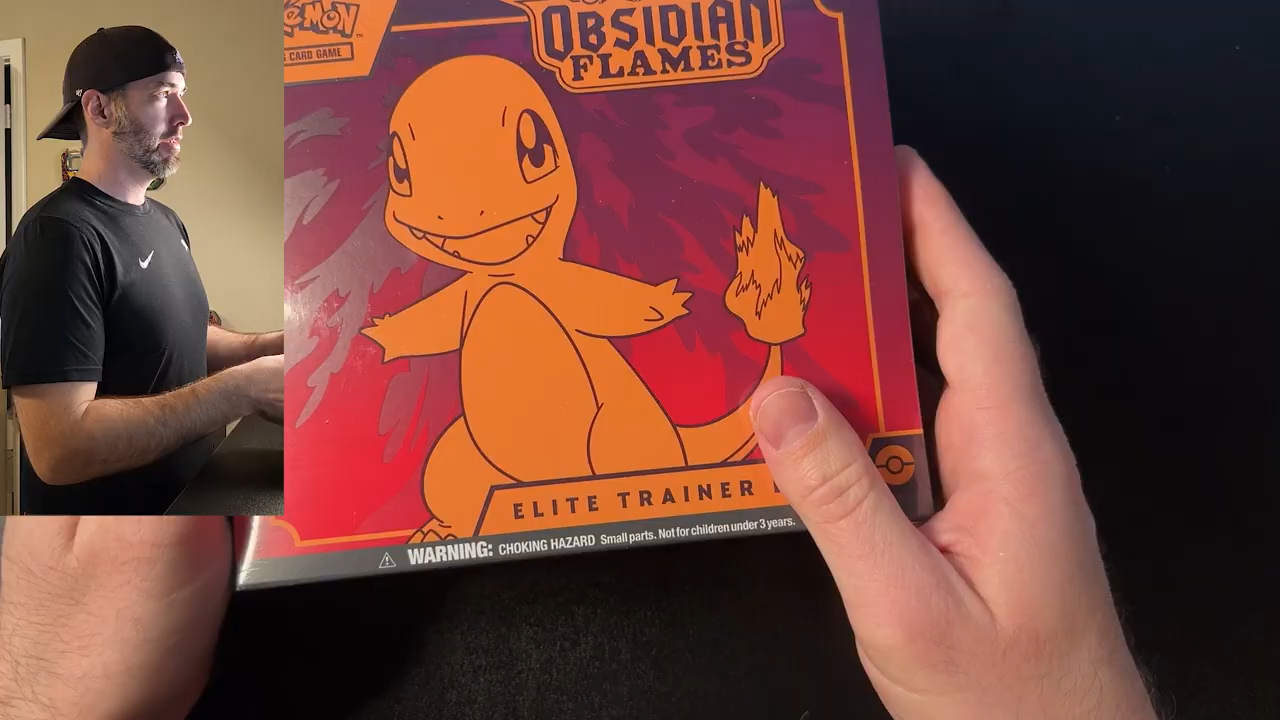 OBSIDIAN
FLAMES
CARD GAME
ELITE TRAINER
WARNING: CHOKING HAZARD Small parts. Not for children under 3 years.